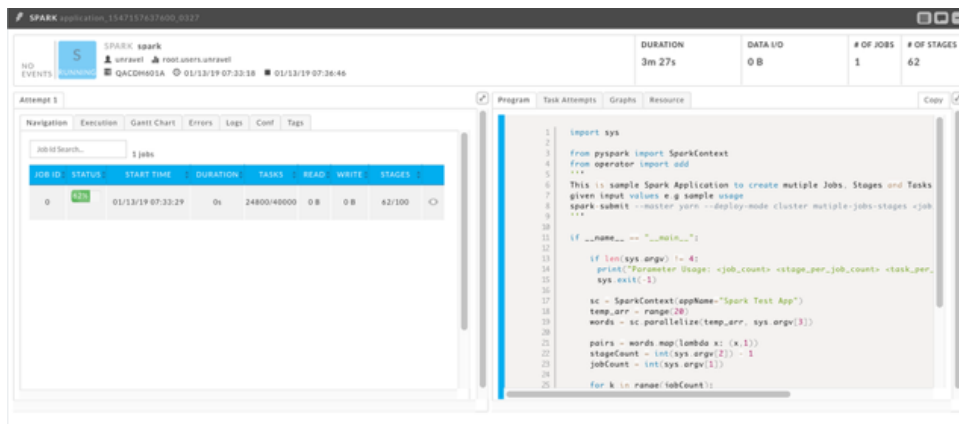 SPARK application_1547157637600_0327
NO EVENTS
S
RUNNING
SPARK spark
unravel root.users.unravel
QACDH601A 01/13/19 07:33:18 01/13/19 07:36:46
DURATION
3m 27s
DATA I/O
0 B
# OF JOBS
1
# OF STAGES
62
Attempt 1
Navigation Execution Gantt Chart Errors Logs Conf Tags
Job Id Search... 1 jobs
JOB ID STATUS START TIME DURATION TASKS READ WRITE STAGES
0 62% 01/13/19 07:33:29 0s 24800/40000 0 B 0 B 62/100
Program Task Attempts Graphs Resource Copy
1 import sys
2
3 from pyspark import SparkContext
4 from operator import add
5 '''
6 This is sample Spark Application to create mutiple Jobs, Stages and Tasks
7 given input values e.g sample usage
8 spark-submit --master yarn --deploy-mode cluster mutiple-jobs-stages <job
9 '''
10
11 if __name__ == "__main__":
12
13 if len(sys.argv) != 4:
14 print("Parameter Usage: <job_count> <stage_per_job_count> <task_per_
15 sys.exit(-1)
16
17 sc = SparkContext(appName="Spark Test App")
18 temp_arr = range(20)
19 words = sc.parallelize(temp_arr, sys.argv[3])
20
21 pairs = words.map(lambda x: (x,1))
22 stageCount = int(sys.argv[2]) - 1
23 jobCount = int(sys.argv[1])
24
25 for k in range(jobCount):